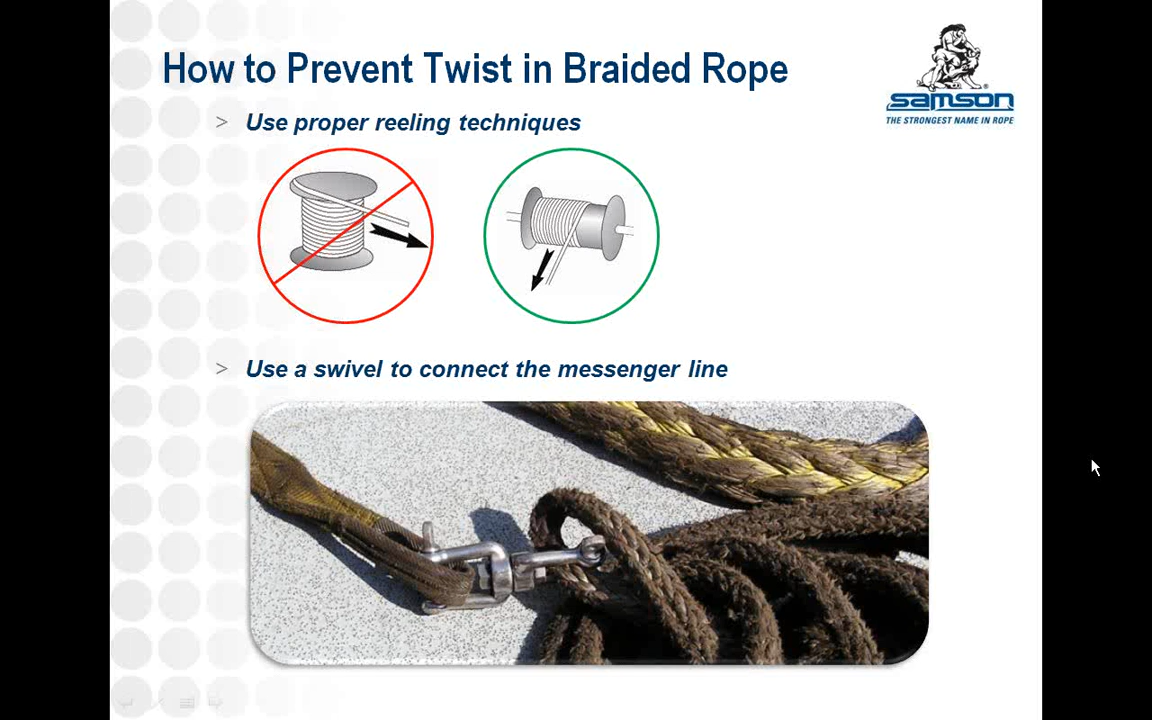 How to Prevent Twist in Braided Rope
> Use proper reeling techniques
> Use a swivel to connect the messenger line
samson®
THE STRONGEST NAME IN ROPE